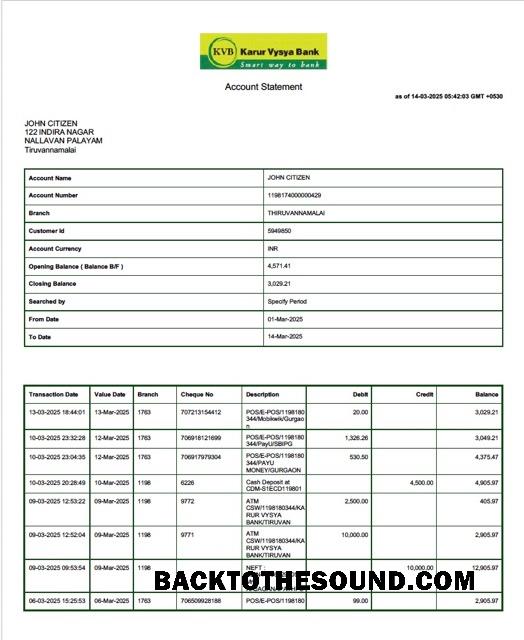 KVB Karur Vysya Bank
Smart way to bank
Account Statement
as of 14-03-2025 05:42:03 GMT +0530
JOHN CITIZEN
122 INDIRA NAGAR
NALLAVAN PALAYAM
Tiruvannamalai
Account Name JOHN CITIZEN
Account Number 1198174000000429
Branch THIRUVANNAMALAI
Customer Id 5949850
Account Currency INR
Opening Balance ( Balance B/F ) 4,571.41
Closing Balance 3,029.21
Searched by Specify Period
From Date 01-Mar-2025
To Date 14-Mar-2025
Transaction Date Value Date Branch Cheque No Description Debit Credit Balance
13-03-2025 18:44:01 13-Mar-2025 1763 707213154412 POS/E-POS/1198180 20.00 3,029.21
344/Mobikwik/Gurgao
n
10-03-2025 23:32:28 12-Mar-2025 1763 706918121699 POS/E-POS/1198180 1,326.26 3,049.21
344/PayU/SBIPG
10-03-2025 23:04:35 12-Mar-2025 1763 706917979304 POS/E-POS/1198180 530.50 4,375.47
344/PAYU
MONEY/GURGAON
10-03-2025 20:28:49 10-Mar-2025 1198 6226 Cash Deposit at 4,500.00 4,905.97
CDM-S1ECD119801
09-03-2025 12:53:22 09-Mar-2025 1198 9772 ATM 2,500.00 405.97
CSW/1198180344/KA
RUR VYSYA
BANK/TIRUVAN
09-03-2025 12:52:04 09-Mar-2025 1198 9771 ATM 10,000.00 2,905.97
CSW/1198180344/KA
RUR VYSYA
BANK/TIRUVAN
09-03-2025 09:53:54 09-Mar-2025 1198 NEFT : 10,000.00 12,905.97
BACKTOTHESOUND.COM
06-03-2025 15:25:53 06-Mar-2025 1763 706509928188 POS/E-POS/1198180 99.00 2,905.97